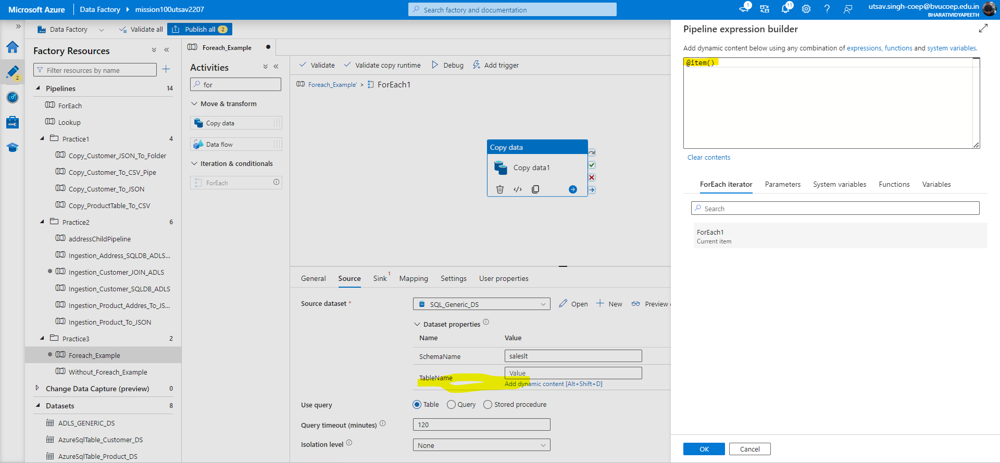 Microsoft Azure
Data Factory
mission100utsav2207
Search factory and documentation
1
11
utsav.singh-coep@bvucoep.edu.in
BHARATIVIDYAPEETH
Data Factory
Validate all
Publish all 2
2
Factory Resources
Filter resources by name
Pipelines 14
ForEach
Lookup
Practice1 4
Copy_Customer_JSON_To_Folder
Copy_Customer_To_CSV_Pipe
Copy_Customer_To_JSON
Copy_ProductTable_To_CSV
Practice2 6
addressChildPipeline
Ingestion_Address_SQLDB_ADLS...
Ingestion_Customer_JOIN_ADLS
Ingestion_Customer_SQLDB_ADLS
Ingestion_Product_Addres_To_JS...
Ingestion_Product_To_JSON
Practice3 2
Foreach_Example
Without_Foreach_Example
Change Data Capture (preview) 0
Datasets 8
ADLS_GENERIC_DS
AzureSqlTable_Customer_DS
AzureSqlTable_Product_DS
Foreach_Example
Activities
for
Move & transform
Copy data
Data flow
Iteration & conditionals
ForEach
Validate
Validate copy runtime
Debug
Add trigger
Foreach_Example' > ForEach1
Copy data
Copy data1
General
Source
Sink 1
Mapping
Settings
User properties
Source dataset *
SQL_Generic_DS
Open
New
Preview
Dataset properties
Name Value
SchemaName saleslt
TableName Value
Add dynamic content [Alt+Shift+D]
Use query
Table
Query
Stored procedure
Query timeout (minutes)
120
Isolation level
None
Pipeline expression builder
Add dynamic content below using any combination of expressions, functions and system variables.
@item()
Clear contents
ForEach iterator
Parameters
System variables
Functions
Variables
Search
ForEach1
Current item
OK
Cancel